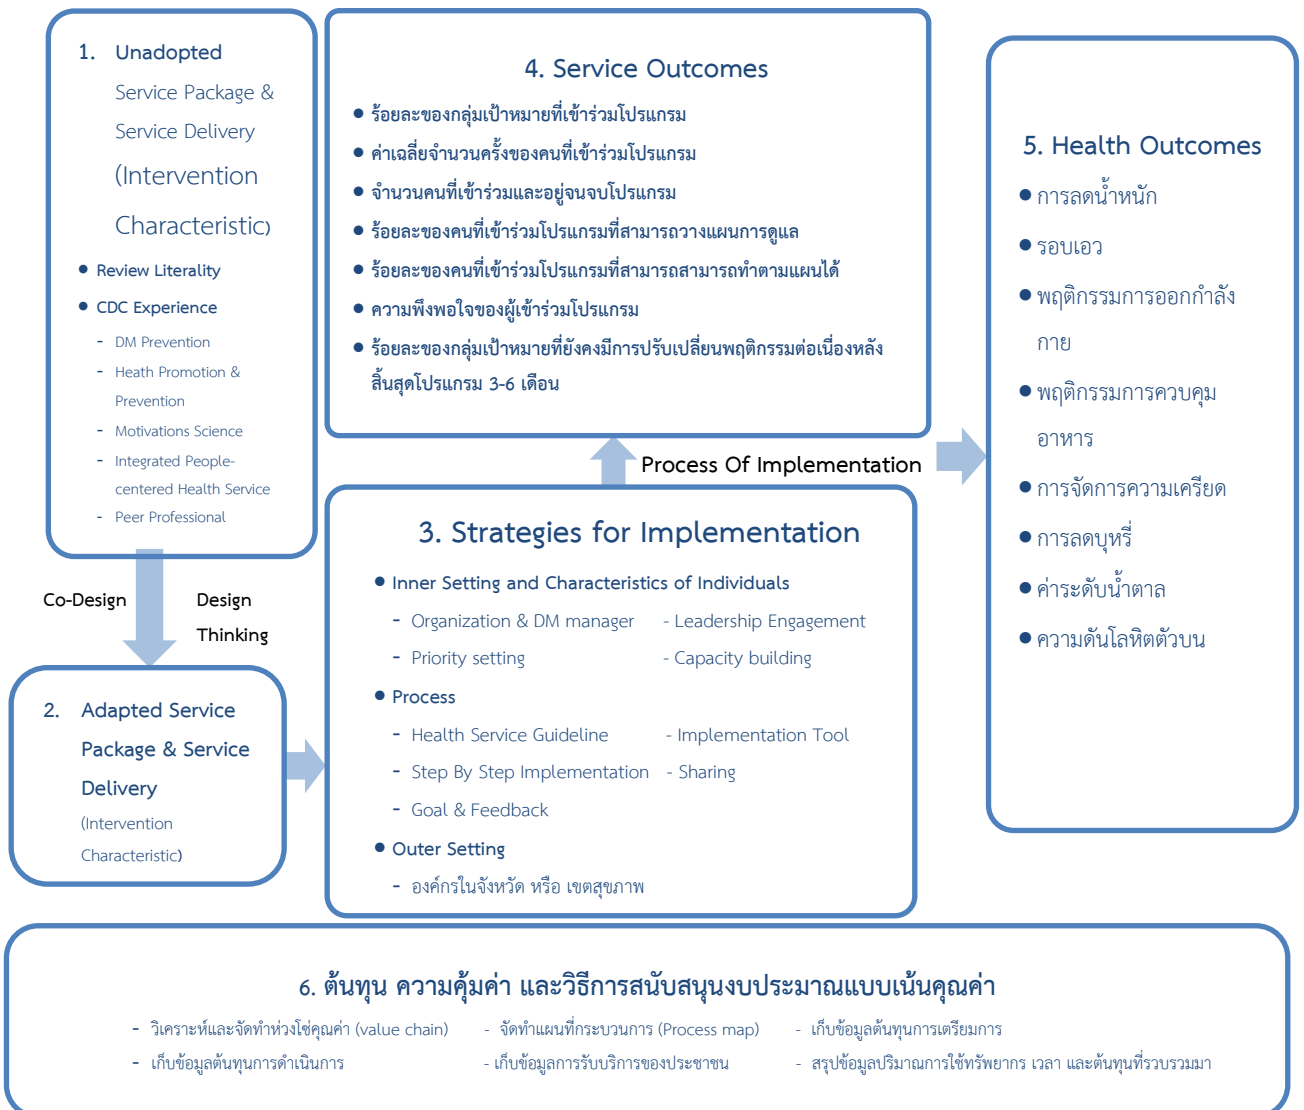 1. Unadopted
Service Package &
Service Delivery
(Intervention
Characteristic)
● Review Literality
● CDC Experience
- DM Prevention
- Heath Promotion &
Prevention
- Motivations Science
- Integrated People-
centered Health Service
- Peer Professional
Co-Design
Design
Thinking
2. Adapted Service
Package & Service
Delivery
(Intervention
Characteristic)
3. Strategies for Implementation
● Inner Setting and Characteristics of Individuals
- Organization & DM manager - Leadership Engagement
- Priority setting - Capacity building
● Process
- Health Service Guideline - Implementation Tool
- Step By Step Implementation - Sharing
- Goal & Feedback
● Outer Setting
- องค์กรในจังหวัด หรือ เขตสุขภาพ
Process Of Implementation
4. Service Outcomes
● ร้อยละของกลุ่มเป้าหมายที่เข้าร่วมโปรแกรม
● ค่าเฉลี่ยจำนวนครั้งของคนที่เข้าร่วมโปรแกรม
● จำนวนคนที่เข้าร่วมและอยู่จนจบโปรแกรม
● ร้อยละของคนที่เข้าร่วมโปรแกรมที่สามารถวางแผนการดูแล
● ร้อยละของคนที่เข้าร่วมโปรแกรมที่สามารถสามารถทำตามแผนได้
● ความพึงพอใจของผู้เข้าร่วมโปรแกรม
● ร้อยละของกลุ่มเป้าหมายที่ยังคงมีการปรับเปลี่ยนพฤติกรรมต่อเนื่องหลัง
สิ้นสุดโปรแกรม 3-6 เดือน
5. Health Outcomes
● การลดน้ำหนัก
● รอบเอว
● พฤติกรรมการออกกำลัง
กาย
● พฤติกรรมการควบคุม
อาหาร
● การจัดการความเครียด
● การลดบุหรี่
● ค่าระดับน้ำตาล
● ความดันโลหิตตัวบน
6. ต้นทุน ความคุ้มค่า และวิธีการสนับสนุนงบประมาณแบบเน้นคุณค่า
- วิเคราะห์และจัดทำห่วงโซ่คุณค่า (value chain) - จัดทำแผนที่กระบวนการ (Process map) - เก็บข้อมูลต้นทุนการเตรียมการ
- เก็บข้อมูลต้นทุนการดำเนินการ - เก็บข้อมูลการรับบริการของประชาชน - สรุปข้อมูลปริมาณการใช้ทรัพยากร เวลา และต้นทุนที่รวบรวมมา